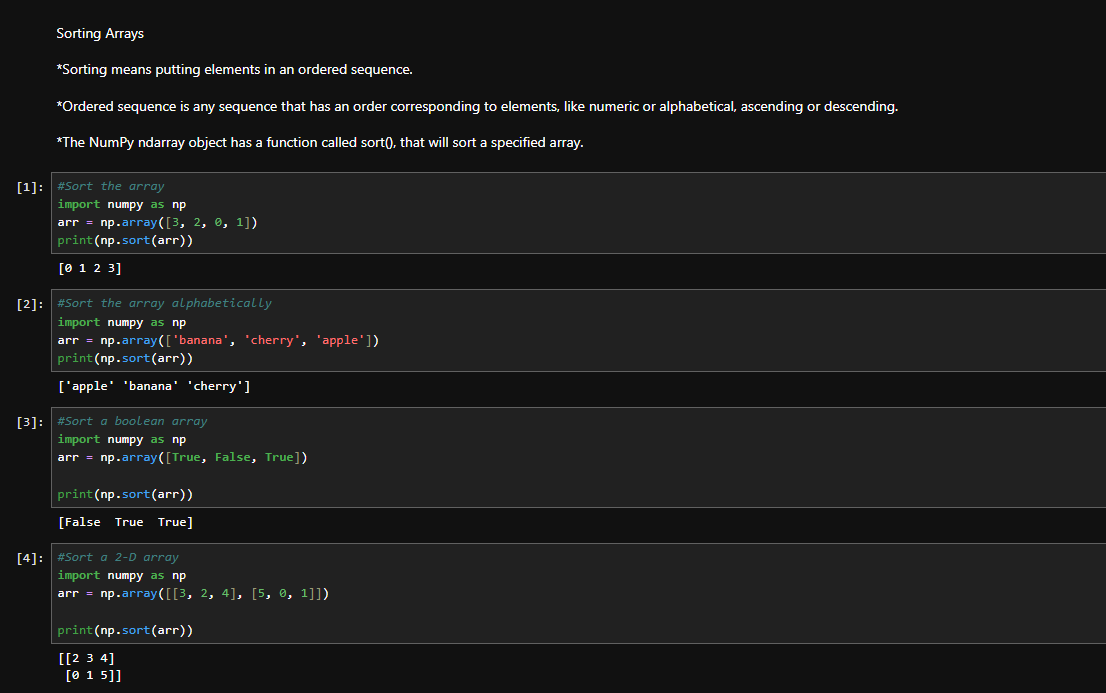 Sorting Arrays
*Sorting means putting elements in an ordered sequence.
*Ordered sequence is any sequence that has an order corresponding to elements, like numeric or alphabetical, ascending or descending.
*The NumPy ndarray object has a function called sort(), that will sort a specified array.
[1]: #Sort the array
import numpy as np
arr = np.array([3, 2, 0, 1])
print(np.sort(arr))
[0 1 2 3]
[2]: #Sort the array alphabetically
import numpy as np
arr = np.array(['banana', 'cherry', 'apple'])
print(np.sort(arr))
['apple' 'banana' 'cherry']
[3]: #Sort a boolean array
import numpy as np
arr = np.array([True, False, True])
print(np.sort(arr))
[False  True  True]
[4]: #Sort a 2-D array
import numpy as np
arr = np.array([[3, 2, 4], [5, 0, 1]])
print(np.sort(arr))
[[2 3 4]
[0 1 5]]